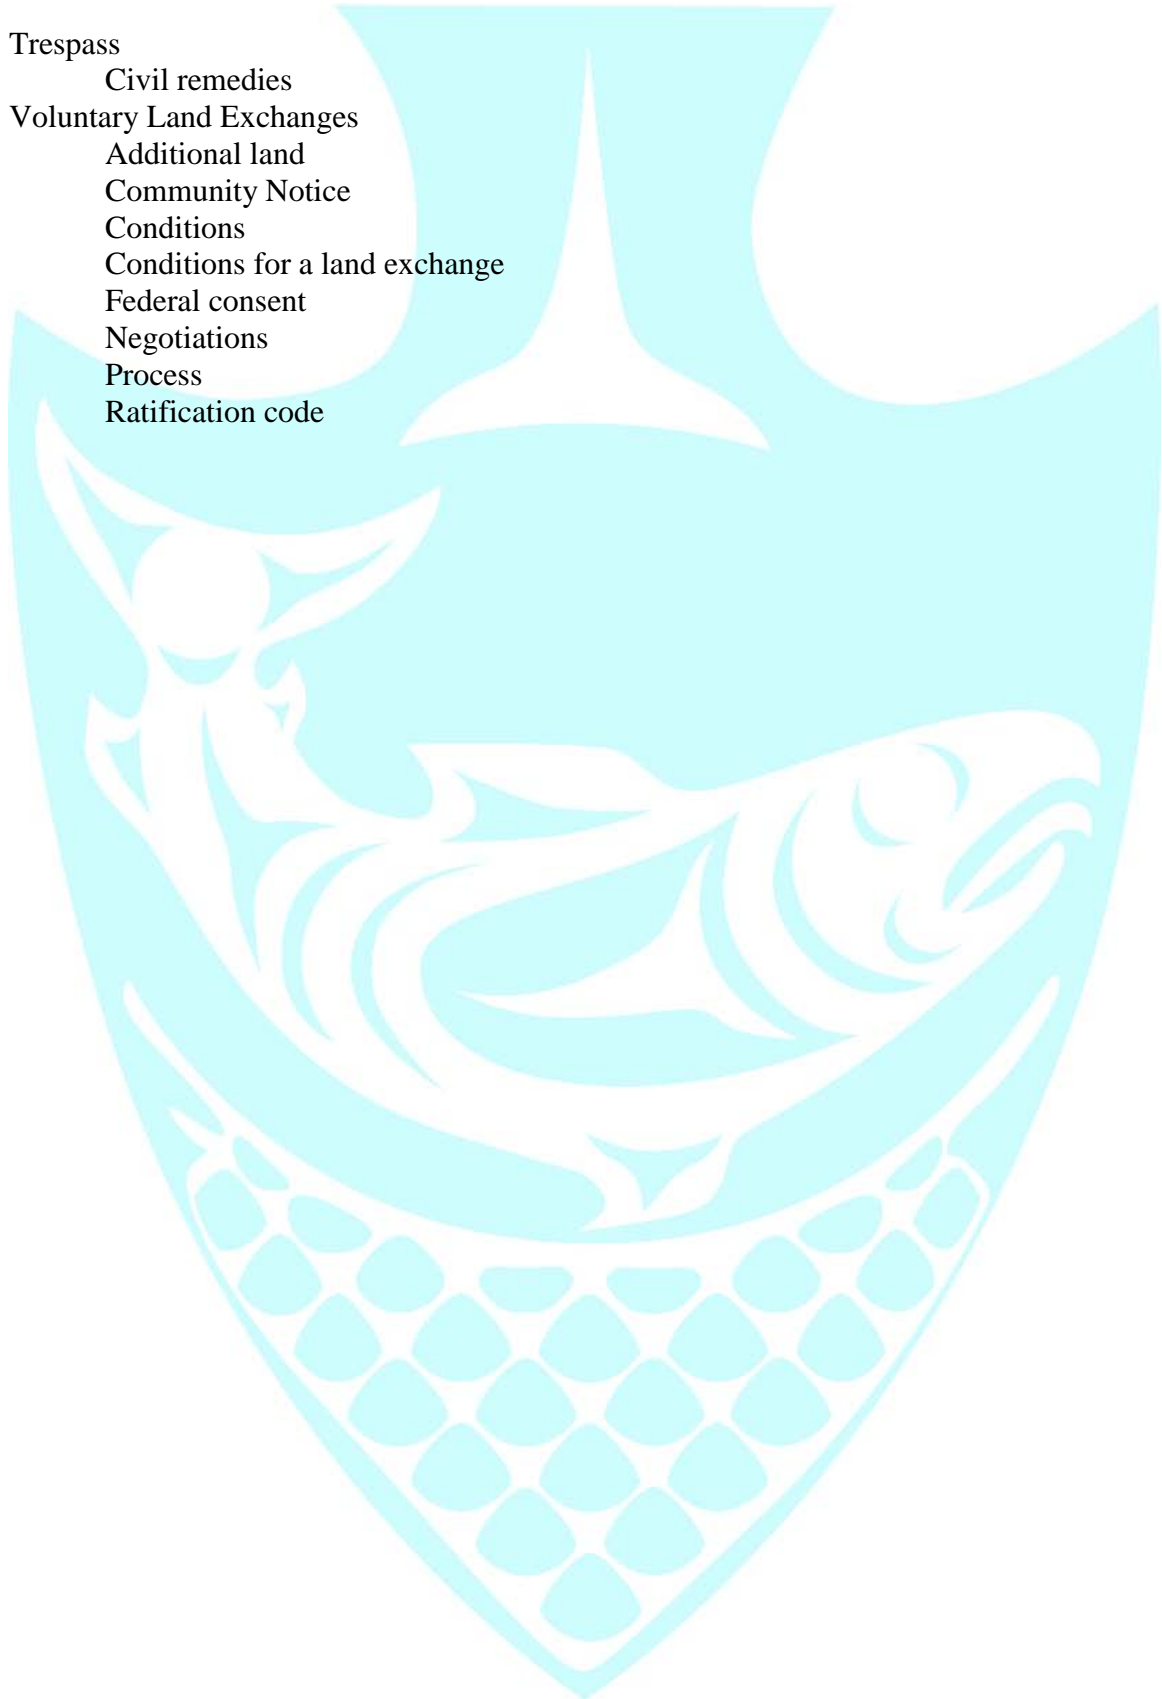 Trespass
Civil remedies
Voluntary Land Exchanges
Additional land
Community Notice
Conditions
Conditions for a land exchange
Federal consent
Negotiations
Process
Ratification code